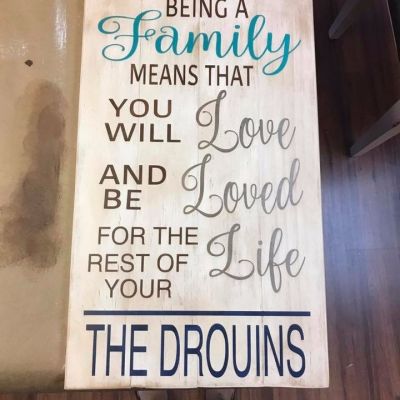 BEING A
Family
MEANS THAT
YOU WILL Love
AND BE Loved
FOR THE REST OF YOUR Life
THE DROUINS